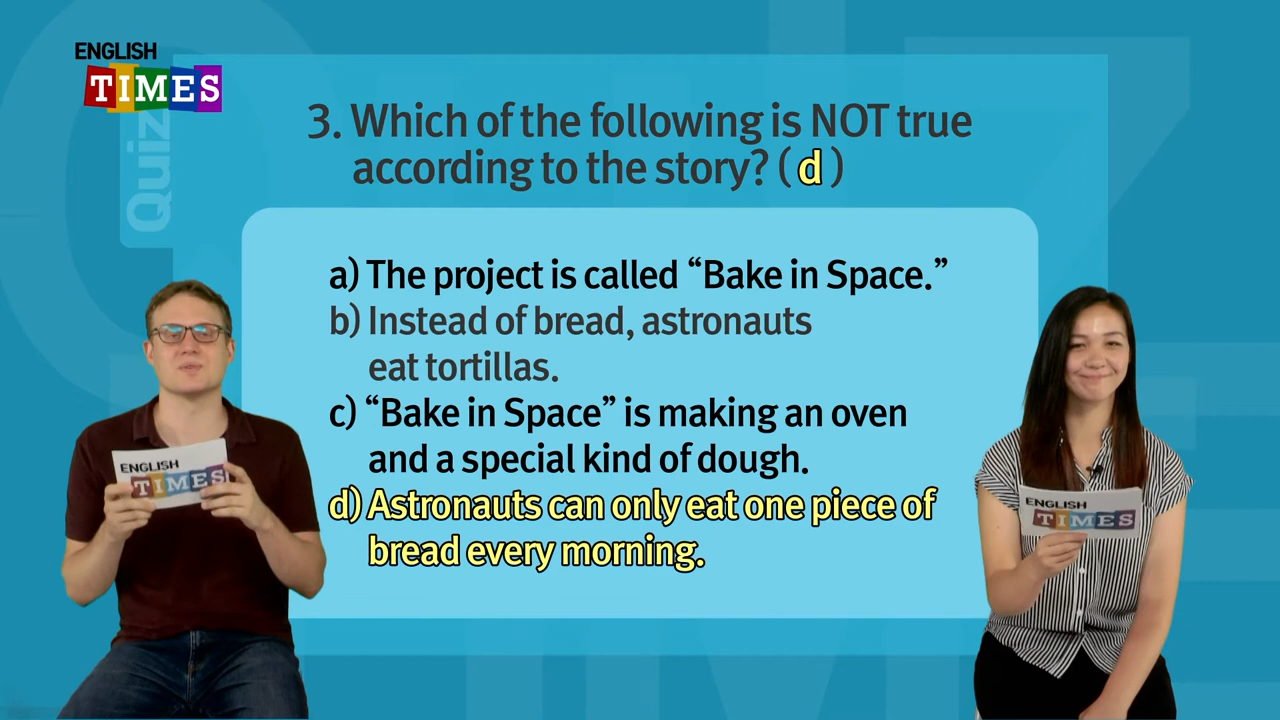 ENGLISH
TIMES
Quiz
3. Which of the following is NOT true
according to the story? ( d )
a) The project is called “Bake in Space.”
b) Instead of bread, astronauts
eat tortillas.
c) “Bake in Space” is making an oven
and a special kind of dough.
d) Astronauts can only eat one piece of
bread every morning.
ENGLISH
TIMES
ENGLISH
TIMES